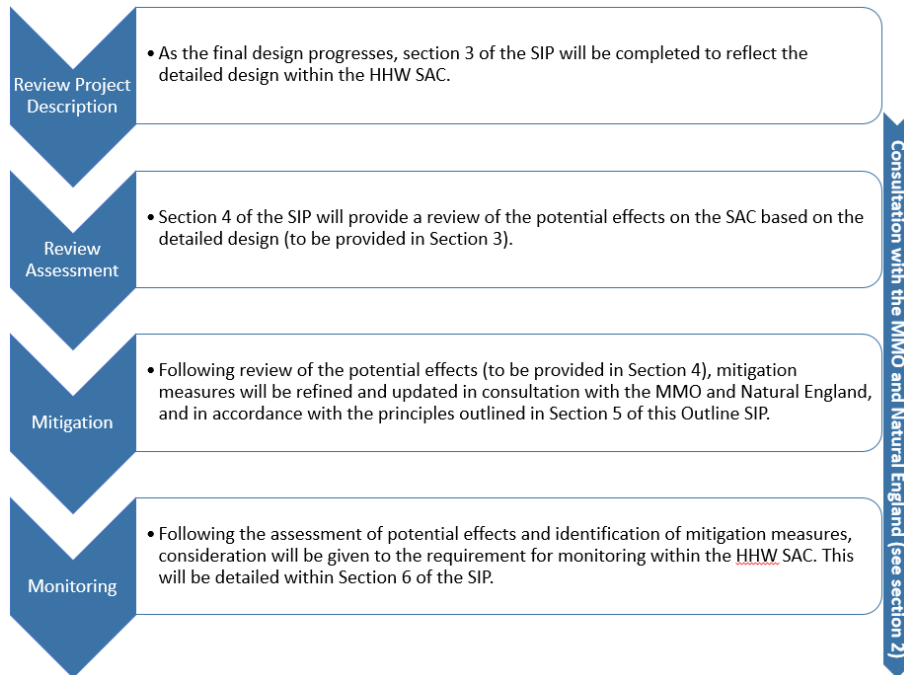 Review Project
Description
• As the final design progresses, section 3 of the SIP will be completed to reflect the
detailed design within the HHW SAC.
Review
Assessment
• Section 4 of the SIP will provide a review of the potential effects on the SAC based on the
detailed design (to be provided in Section 3).
Mitigation
• Following review of the potential effects (to be provided in Section 4), mitigation
measures will be refined and updated in consultation with the MMO and Natural England,
and in accordance with the principles outlined in Section 5 of this Outline SIP.
Monitoring
• Following the assessment of potential effects and identification of mitigation measures,
consideration will be given to the requirement for monitoring within the HHW SAC. This
will be detailed within Section 6 of the SIP.
Consultation with the MMO and Natural England (see section 2)